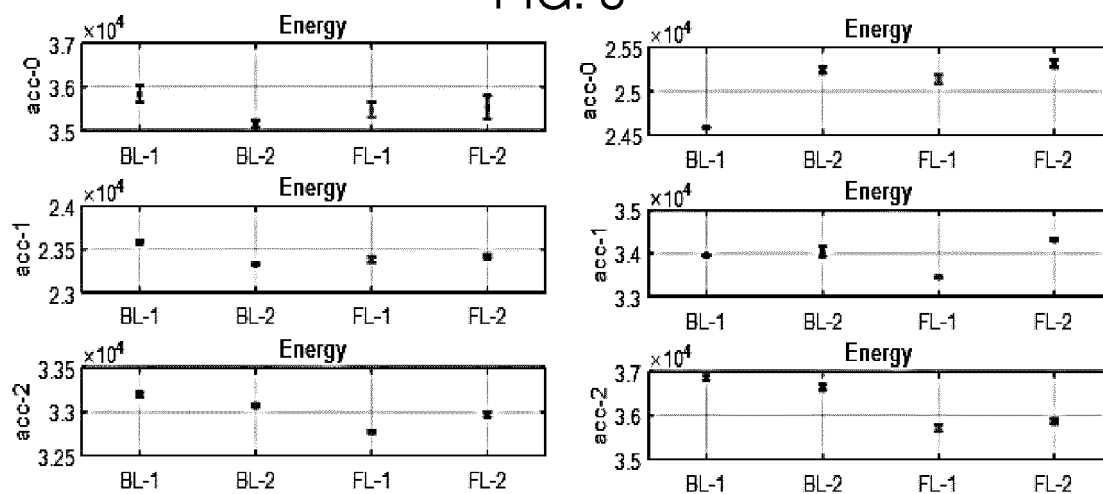 FIG.
×10⁴
Energy
3.7
3.6
3.5
acc-0
BL-1 BL-2 FL-1 FL-2
×10⁴
Energy
2.55
2.5
2.45
acc-0
BL-1 BL-2 FL-1 FL-2
×10⁴
Energy
2.4
2.35
2.3
acc-1
BL-1 BL-2 FL-1 FL-2
×10⁴
Energy
3.5
3.4
3.3
acc-1
BL-1 BL-2 FL-1 FL-2
×10⁴
Energy
3.35
3.3
3.25
acc-2
BL-1 BL-2 FL-1 FL-2
×10⁴
Energy
3.7
3.6
3.5
acc-2
BL-1 BL-2 FL-1 FL-2